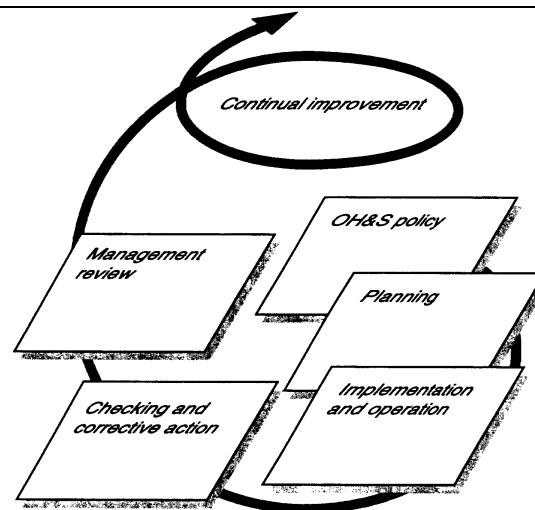 Continual improvement
OH&S policy
Management
review
Planning
Implementation
and operation
Checking and
corrective action